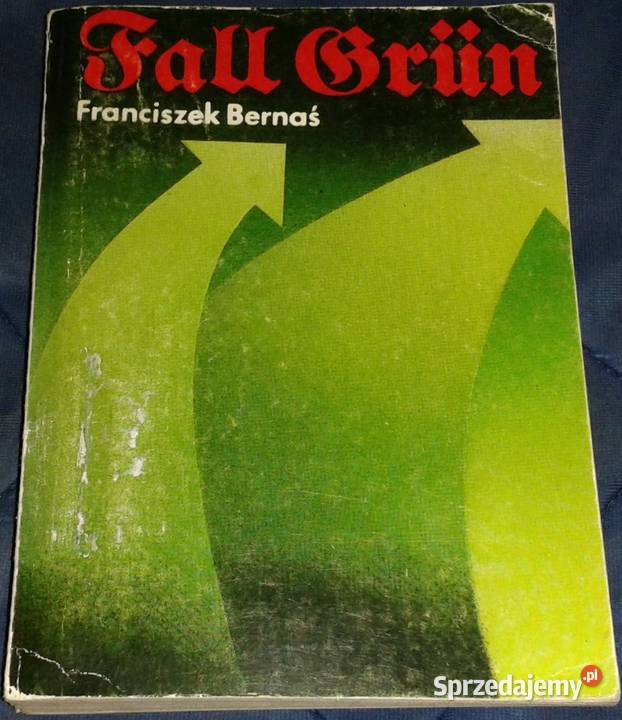 Fall Grün
Franciszek Bernaś
Sprzedajemy.pl